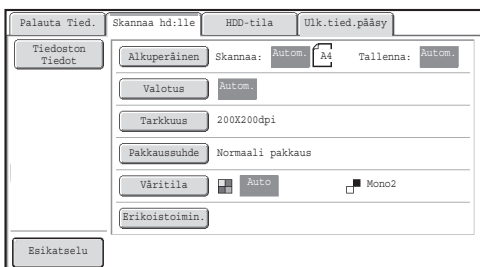 Palauta Tied. Skannaa hd:lle HDD-tila Ulk.tied.pääsy
Tiedoston
Tiedot
Alkuperäinen Skannaa: Autom. A4 Tallenna: Autom.
Valotus Autom.
Tarkkuus 200X200dpi
Pakkaussuhde Normaali pakkaus
Väritila Auto Mono2
Erikoistoimin.
Esikatselu